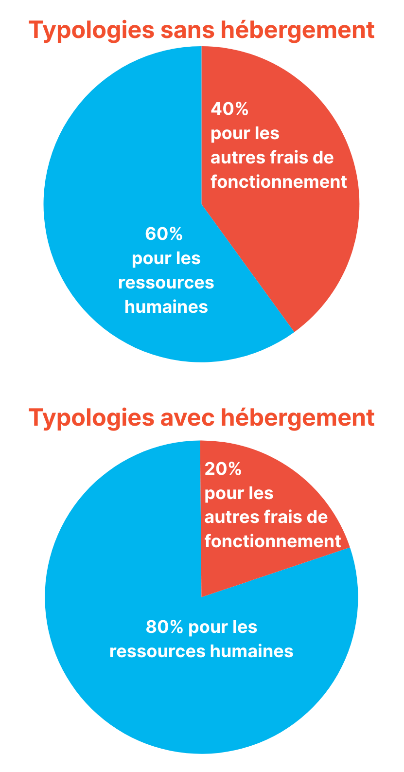 Typologies sans hébergement
40%
pour les
autres frais de
fonctionnement
60%
pour les
ressources
humaines
Typologies avec hébergement
20%
pour les
autres frais de
fonctionnement
80% pour les
ressources humaines